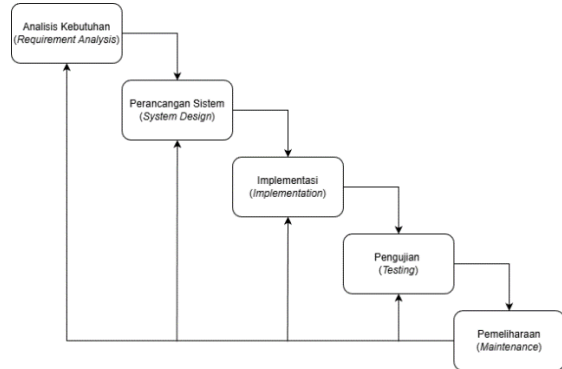 Analisis Kebutuhan
(Requirement Analysis)
Perancangan Sistem
(System Design)
Implementasi
(Implementation)
Pengujian
(Testing)
Pemeliharaan
(Maintenance)